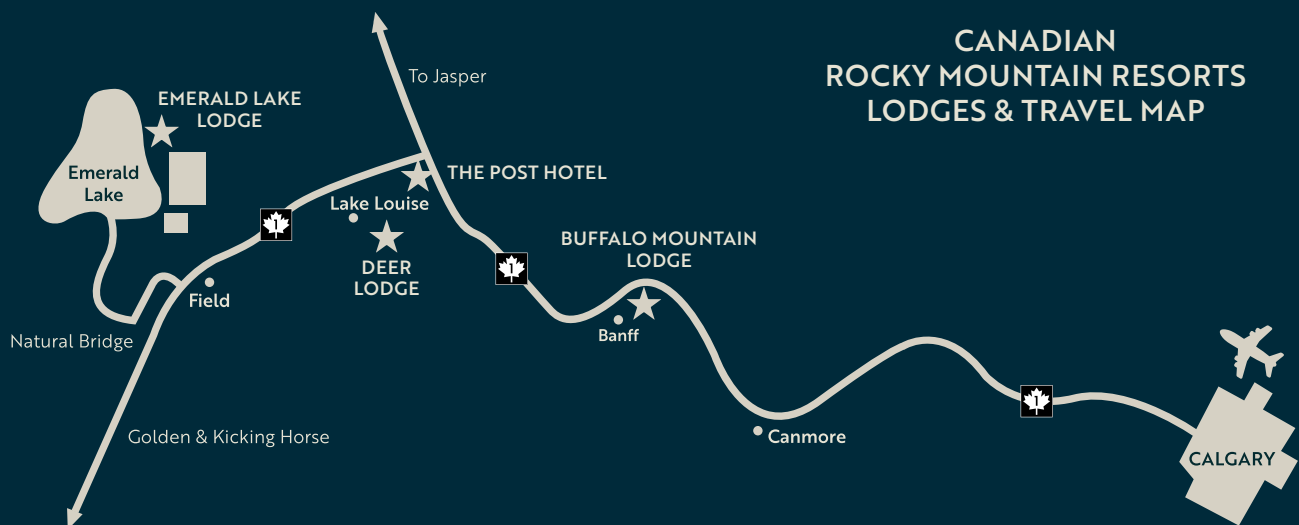 CANADIAN
ROCKY MOUNTAIN RESORTS
LODGES & TRAVEL MAP
To Jasper
EMERALD LAKE
LODGE
Emerald
Lake
THE POST HOTEL
Lake Louise
1
DEER
LODGE
BUFFALO MOUNTAIN
LODGE
1
Field
Banff
Natural Bridge
1
Golden & Kicking Horse
Canmore
CALGARY